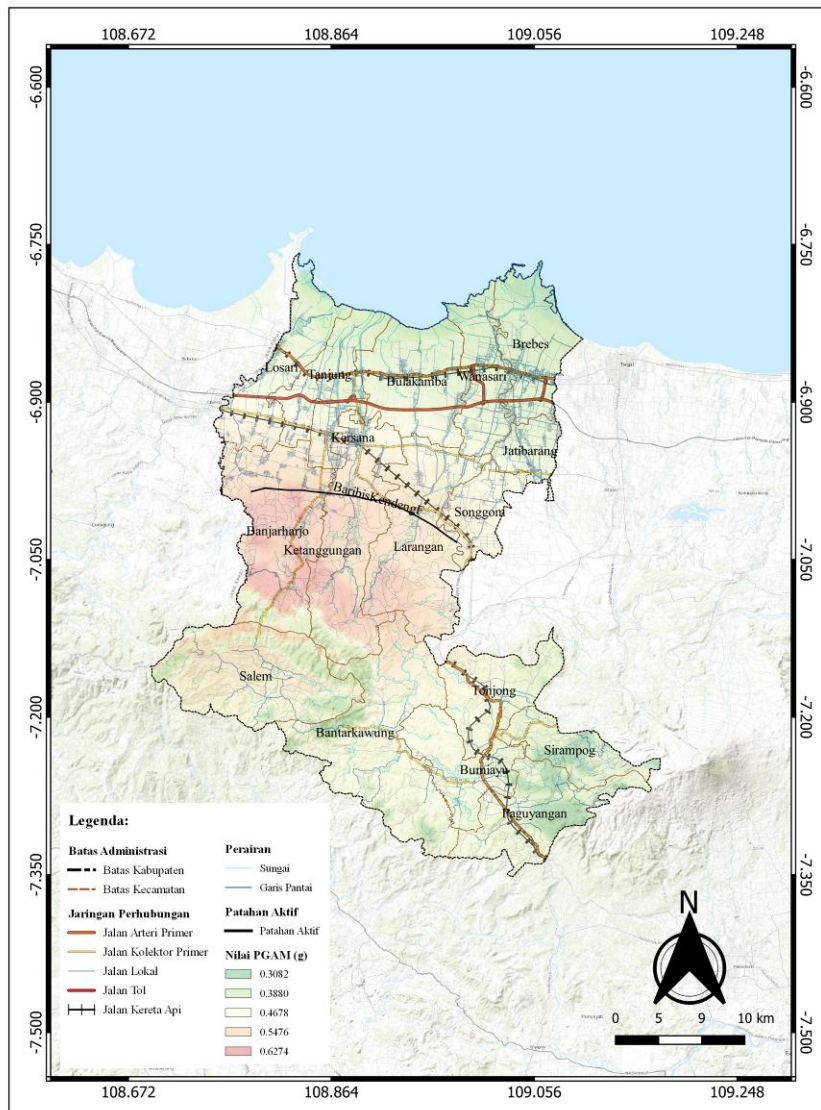 108.672 108.864 109.056 109.248
-6.600 -6.600
-6.750 -6.750
Brebes
Tegal
Losari Tanjung Bulakamba Wanasari
-6.900 -6.900
Kersana
Jatibarang
BaribisKendengF
Songgom
Banjarharjo
Ketanggungan Larangan
-7.050 -7.050
Salem
Tonjong
-7.200 -7.200
Bantarkawung
Sirampog
Bumiayu
Paguyangan
-7.350 -7.350
-7.500 -7.500
Legenda:
Batas Administrasi
Batas Kabupaten
Batas Kecamatan
Jaringan Perhubungan
Jalan Arteri Primer
Jalan Kolektor Primer
Jalan Lokal
Jalan Tol
Jalan Kereta Api
Perairan
Sungai
Garis Pantai
Patahan Aktif
Patahan Aktif
Nilai PGAM (g)
0.3082
0.3880
0.4678
0.5476
0.6274
N
0 5 9 10 km
108.672 108.864 109.056 109.248